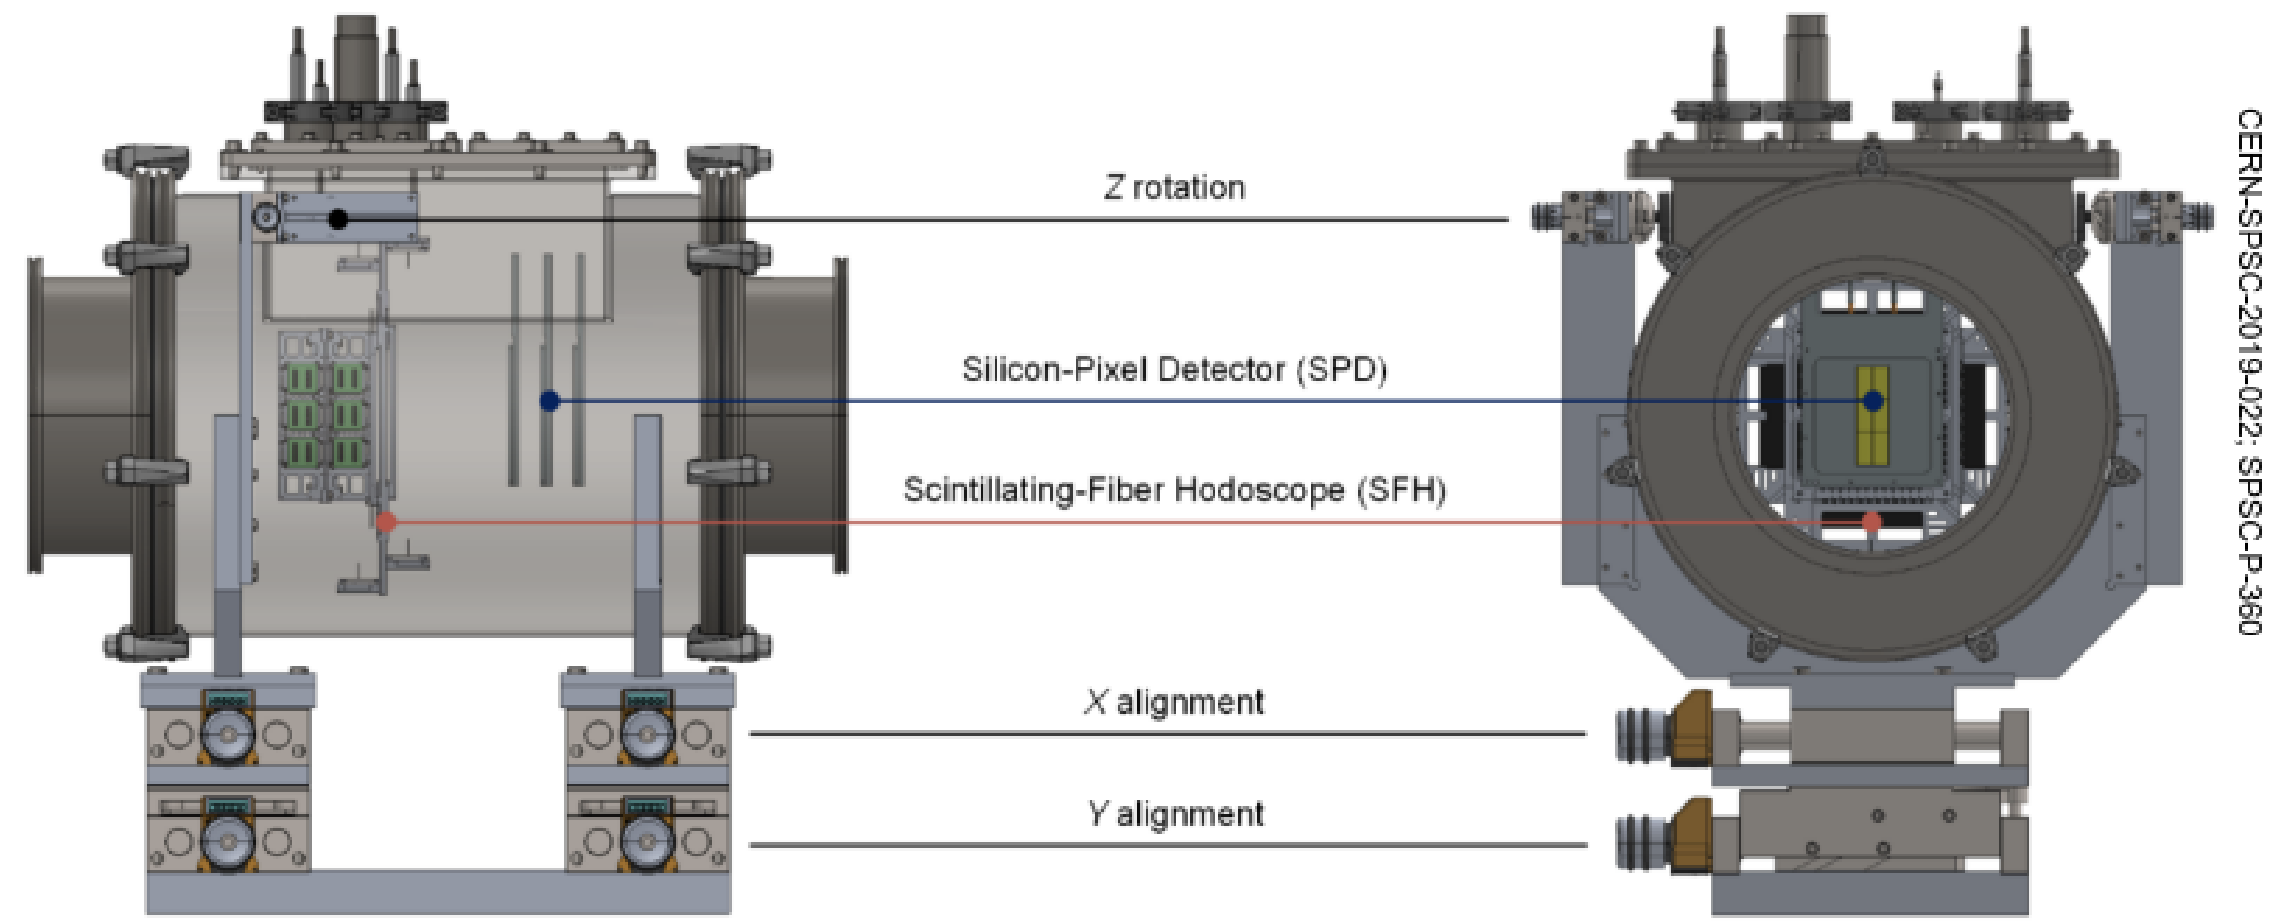 Z rotation
Silicon-Pixel Detector (SPD)
Scintillating-Fiber Hodoscope (SFH)
X alignment
Y alignment
CERN-SPSC-2019-022; SPSC-P-360